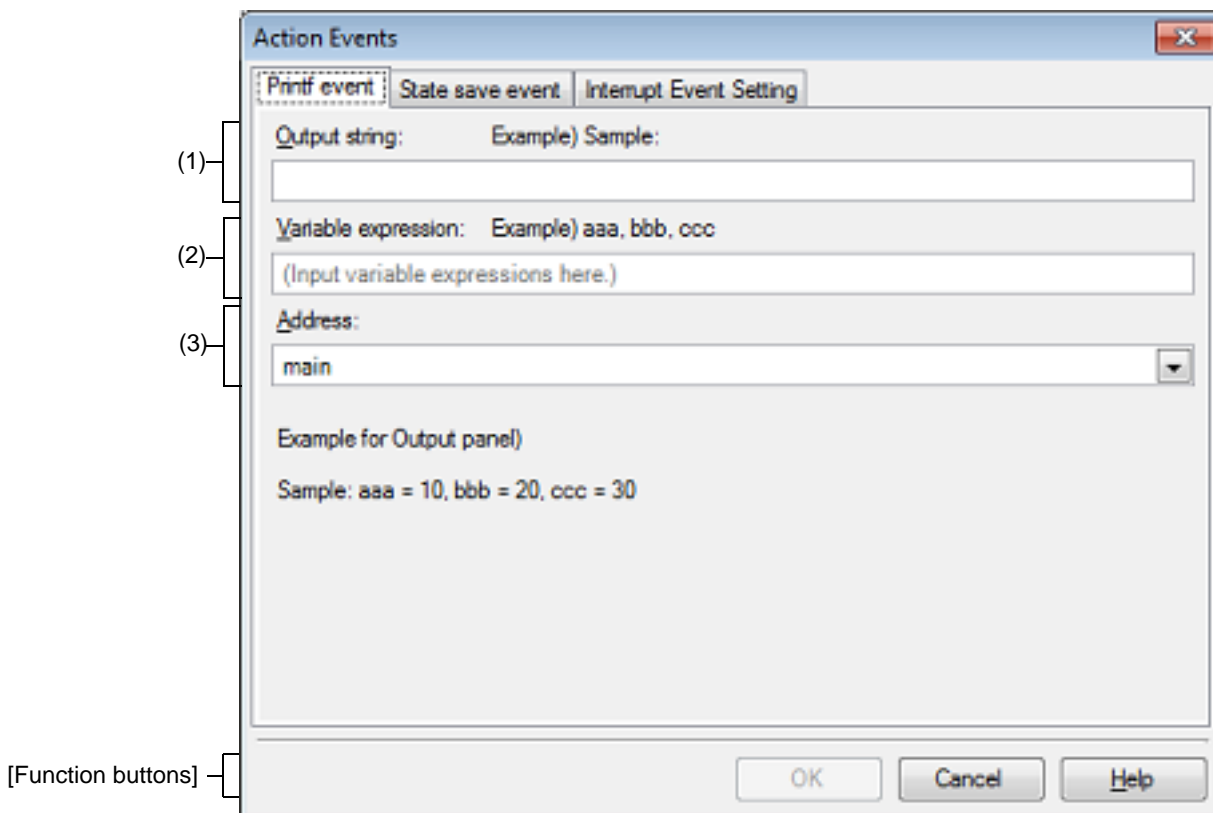 Action Events
Printf event State save event Interrupt Event Setting
(1)
Output string: Example) Sample:
(2)
Variable expression: Example) aaa, bbb, ccc
(Input variable expressions here.)
(3)
Address:
main
Example for Output panel)
Sample: aaa = 10, bbb = 20, ccc = 30
[Function buttons]
OK Cancel Help